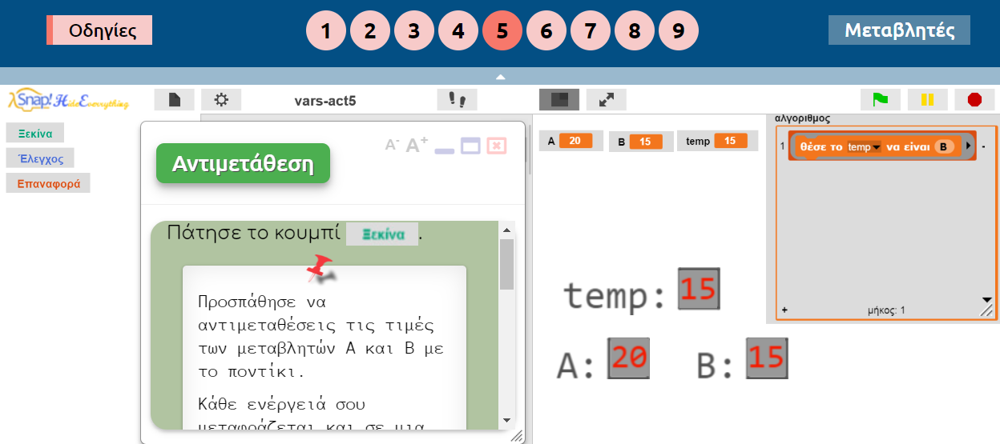 Οδηγίες
1 2 3 4 5 6 7 8 9
Μεταβλητές
λSnap! HideEverything
vars-act5
Ξεκίνα
Έλεγχος
Επαναφορά
A- A+
Αντιμετάθεση
Πάτησε το κουμπί Ξεκίνα.
Προσπάθησε να
αντιμεταθέσεις τις τιμές
των μεταβλητών Α και Β με
το ποντίκι.
Κάθε ενέργειά σου
μεταφράζεται και σε μια
A 20
B 15
temp 15
αλγοριθμος
1 θέσε το temp να είναι B -
+ μήκος: 1
temp: 15
A: 20 B: 15